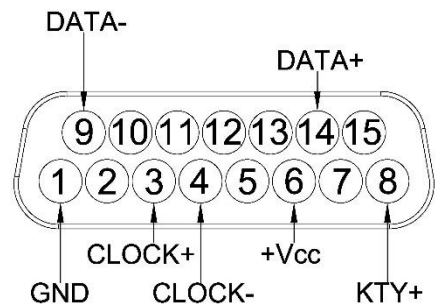 DATA-
DATA+
9 10 11 12 13 14 15
1 2 3 4 5 6 7 8
CLOCK+ +Vcc
GND CLOCK- KTY+